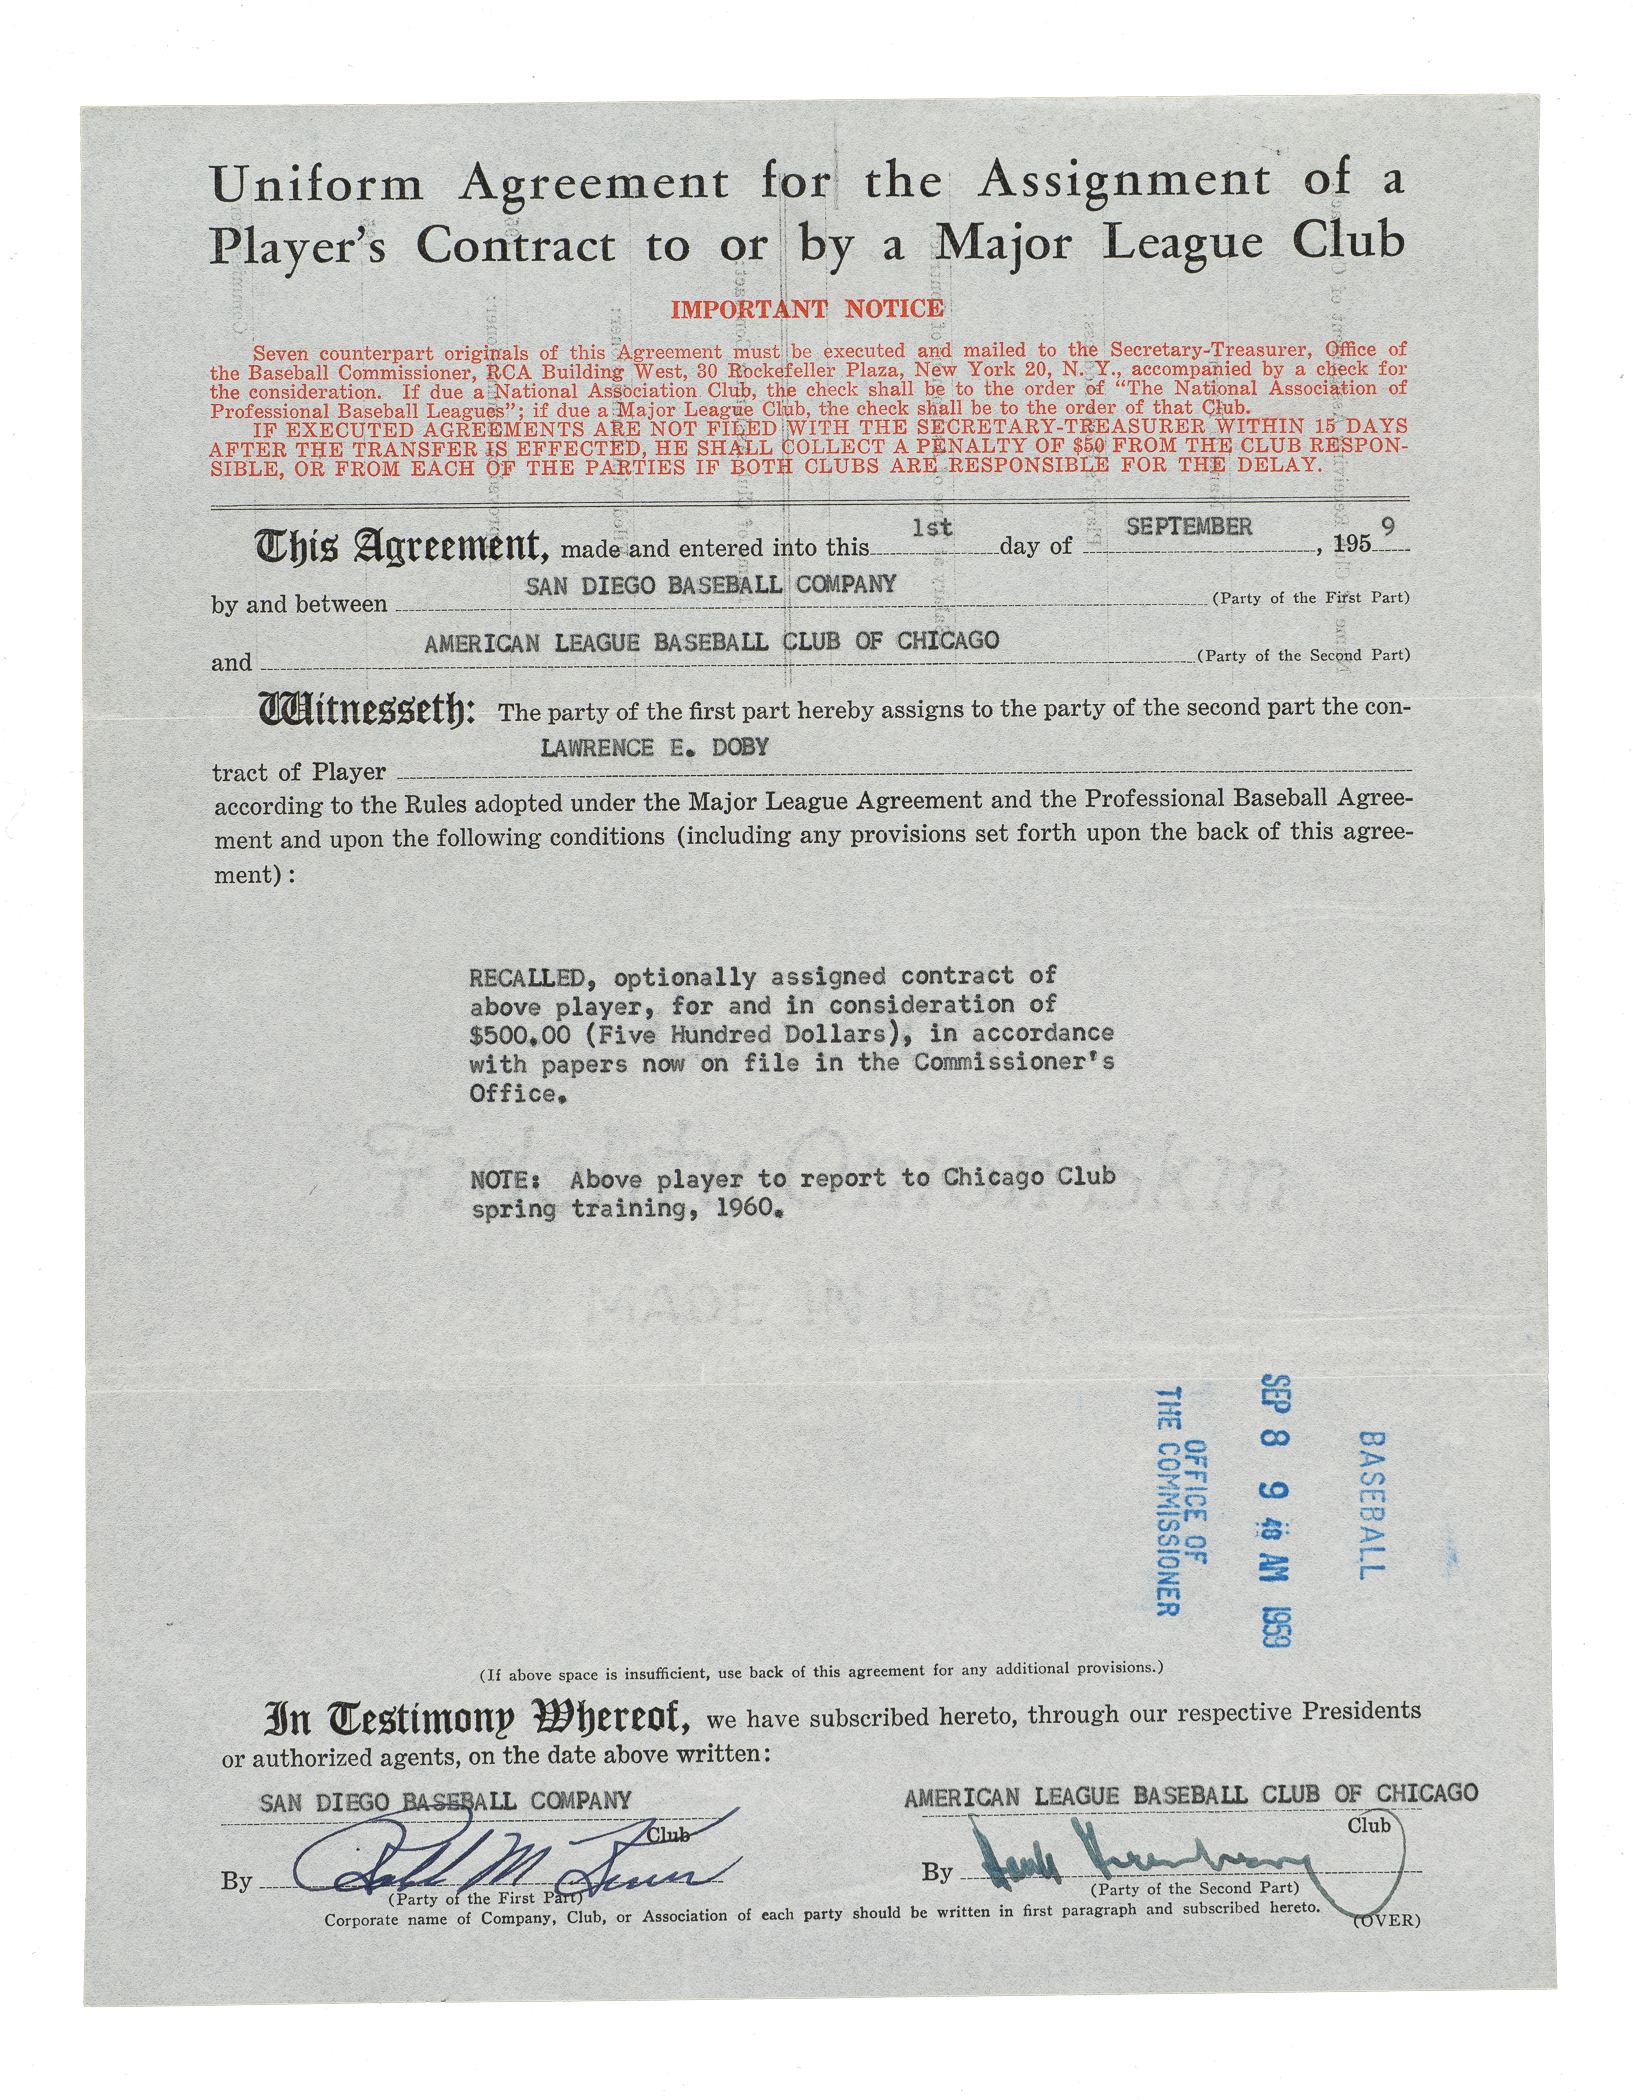 Uniform Agreement for the Assignment of a
Player's Contract to or by a Major League Club
IMPORTANT NOTICE
Seven counterpart originals of this Agreement must be executed and mailed to the Secretary-Treasurer, Office of
the Baseball Commissioner, RCA Building West, 30 Rockefeller Plaza, New York 20, N. Y., accompanied by a check for
the consideration. If due a National Association Club, the check shall be to the order of “The National Association of
Professional Baseball Leagues”; if due a Major League Club, the check shall be to the order of that Club.
IF EXECUTED AGREEMENTS ARE NOT FILED WITH THE SECRETARY-TREASURER WITHIN 15 DAYS
AFTER THE TRANSFER IS EFFECTED, HE SHALL COLLECT A PENALTY OF $50 FROM THE CLUB RESPON-
SIBLE, OR FROM EACH OF THE PARTIES IF BOTH CLUBS ARE RESPONSIBLE FOR THE DELAY.
This Agreement, made and entered into this 1st day of SEPTEMBER, 1959
by and between SAN DIEGO BASEBALL COMPANY (Party of the First Part)
and AMERICAN LEAGUE BASEBALL CLUB OF CHICAGO (Party of the Second Part)
Witnesseth: The party of the first part hereby assigns to the party of the second part the con-
tract of Player LAWRENCE E. DOBY
according to the Rules adopted under the Major League Agreement and the Professional Baseball Agree-
ment and upon the following conditions (including any provisions set forth upon the back of this agree-
ment):
RECALLED, optionally assigned contract of
above player, for and in consideration of
$500.00 (Five Hundred Dollars), in accordance
with papers now on file in the Commissioner's
Office.
NOTE: Above player to report to Chicago Club
spring training, 1960.
MADE IN U.S.A.
BASEBALL
SEP 8 9 48 AM 1959
OFFICE OF
THE COMMISSIONER
(If above space is insufficient, use back of this agreement for any additional provisions.)
In Testimony Whereof, we have subscribed hereto, through our respective Presidents
or authorized agents, on the date above written:
SAN DIEGO BASEBALL COMPANY
Club
By
(Party of the First Part)
AMERICAN LEAGUE BASEBALL CLUB OF CHICAGO
Club
By Hank Greenberg
(Party of the Second Part)
Corporate name of Company, Club, or Association of each party should be written in first paragraph and subscribed hereto.
(OVER)